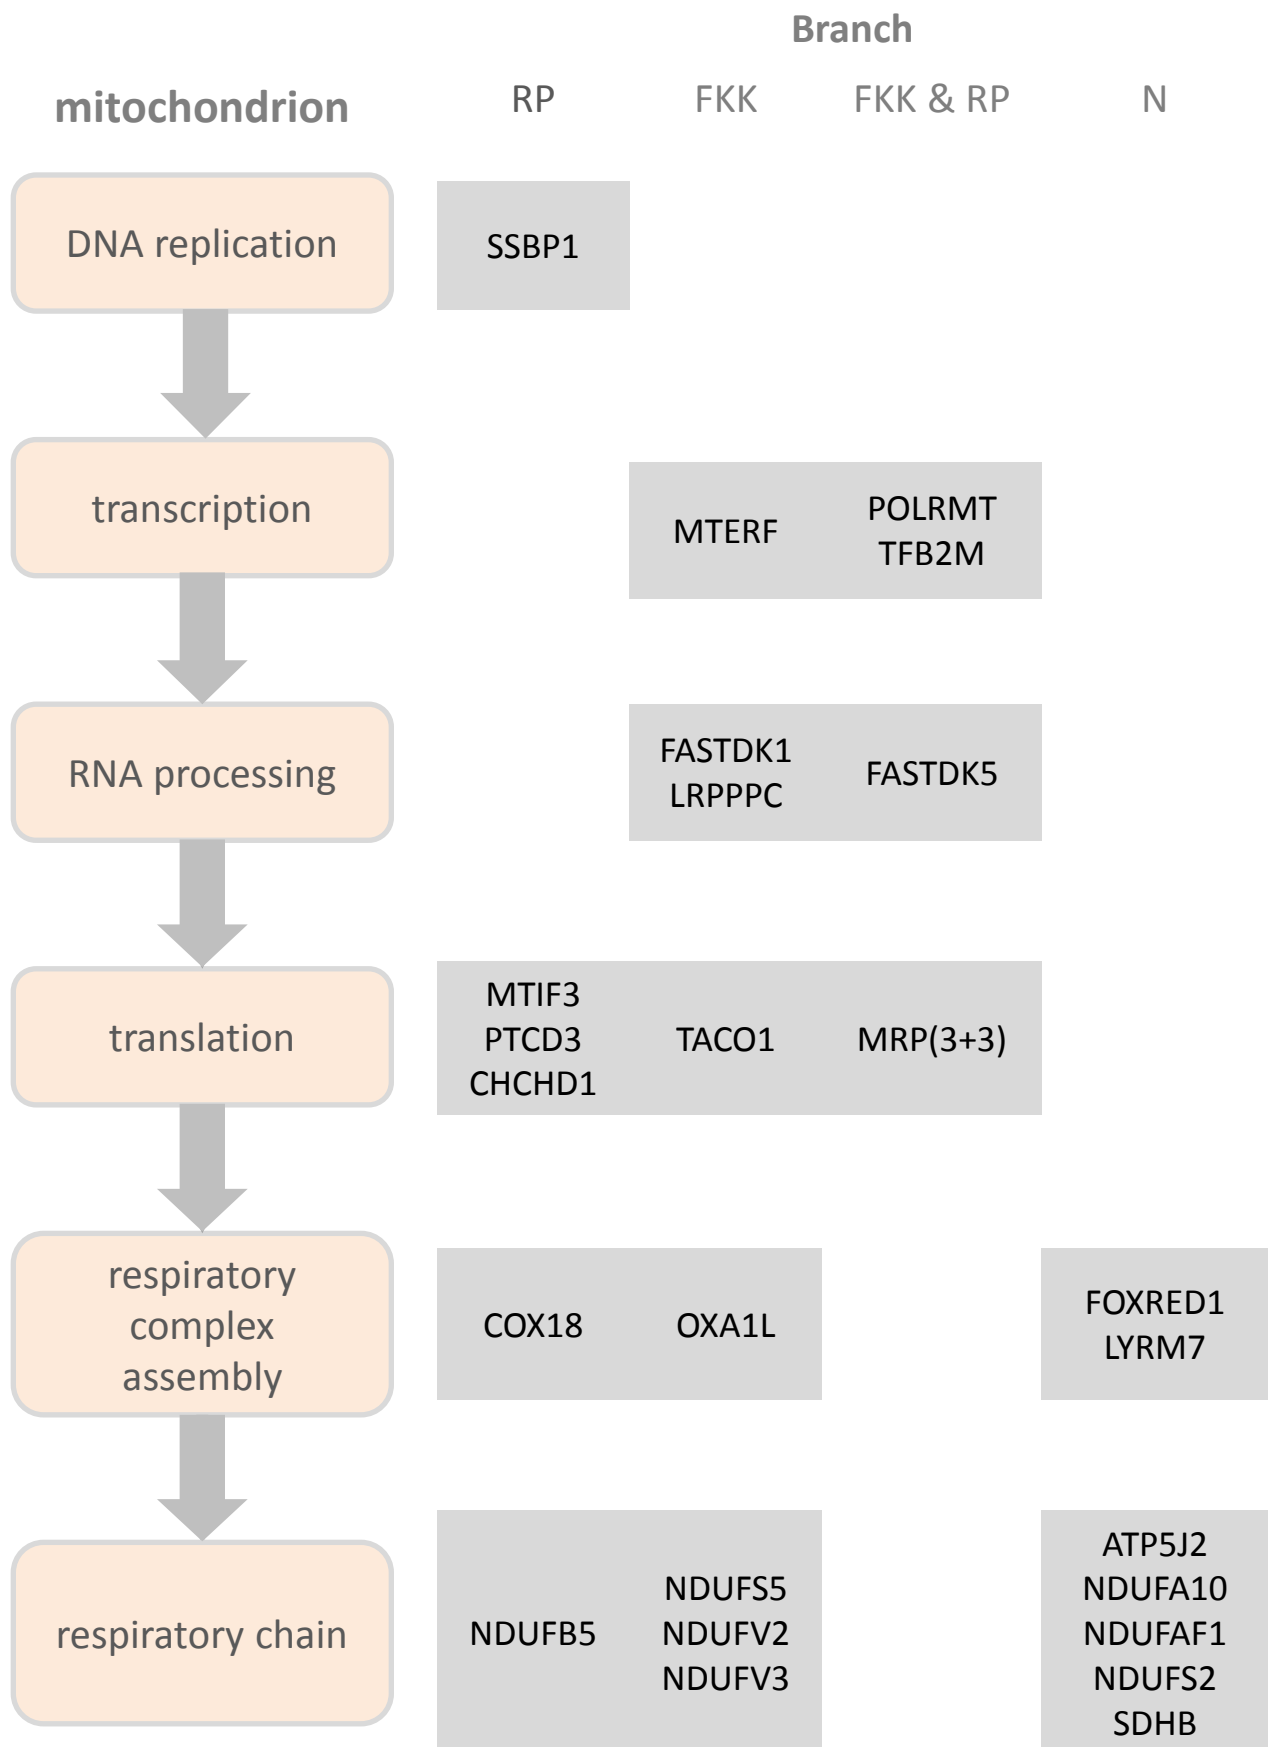 Branch
mitochondrion RP FKK FKK & RP N
DNA replication SSBP1
transcription MTERF POLRMT
TFB2M
RNA processing FASTDK1
LRPPPC FASTDK5
translation MTIF3
PTCD3
CHCHD1 TACO1 MRP(3+3)
respiratory
complex
assembly COX18 OXA1L FOXRED1
LYRM7
respiratory chain NDUFB5 NDUFS5
NDUFV2
NDUFV3 ATP5J2
NDUFA10
NDUFAF1
NDUFS2
SDHB